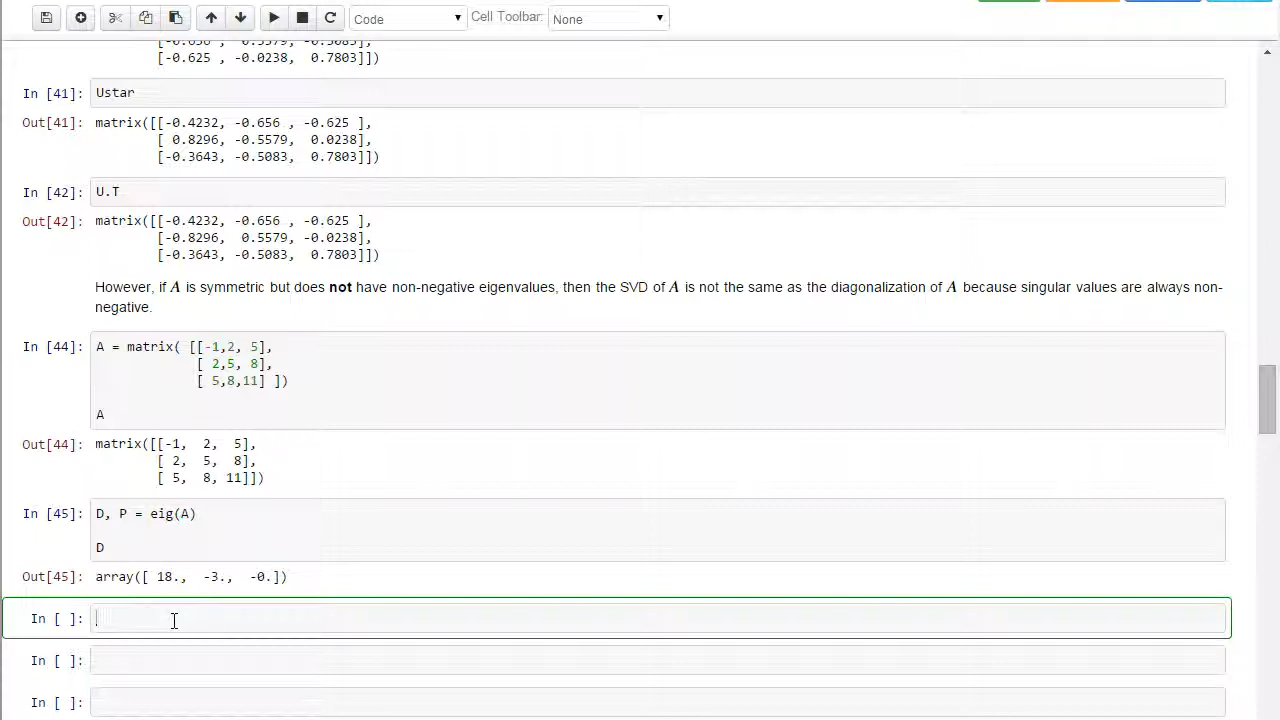 Code Cell Toolbar: None
[-0.625 , -0.0238, 0.7803]])
In [41]: Ustar
Out[41]: matrix([[-0.4232, -0.656 , -0.625 ],
[ 0.8296, -0.5579, 0.0238],
[-0.3643, -0.5083, 0.7803]])
In [42]: U.T
Out[42]: matrix([[-0.4232, -0.656 , -0.625 ],
[-0.8296, 0.5579, -0.0238],
[-0.3643, -0.5083, 0.7803]])
However, if A is symmetric but does not have non-negative eigenvalues, then the SVD of A is not the same as the diagonalization of A because singular values are always non-
negative.
In [44]: A = matrix( [[-1,2, 5],
[ 2,5, 8],
[ 5,8,11] ])
A
Out[44]: matrix([[-1, 2, 5],
[ 2, 5, 8],
[ 5, 8, 11]])
In [45]: D, P = eig(A)
D
Out[45]: array([ 18., -3., -0.])
In [ ]:
In [ ]:
In [ ]: